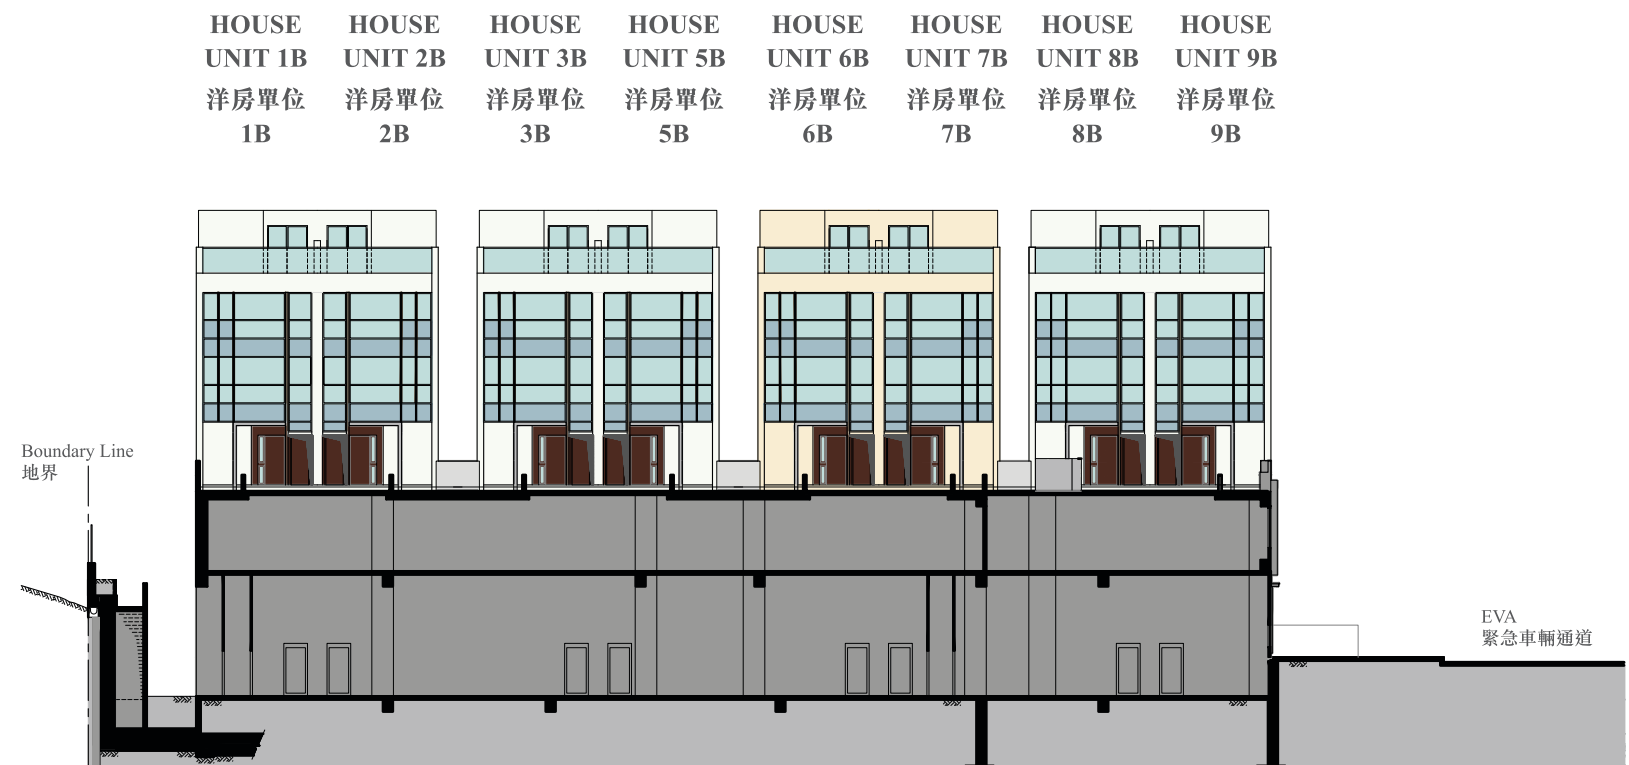 HOUSE UNIT 1B 洋房單位 1B
HOUSE UNIT 2B 洋房單位 2B
HOUSE UNIT 3B 洋房單位 3B
HOUSE UNIT 5B 洋房單位 5B
HOUSE UNIT 6B 洋房單位 6B
HOUSE UNIT 7B 洋房單位 7B
HOUSE UNIT 8B 洋房單位 8B
HOUSE UNIT 9B 洋房單位 9B
Boundary Line
地界
EVA
緊急車輛通道